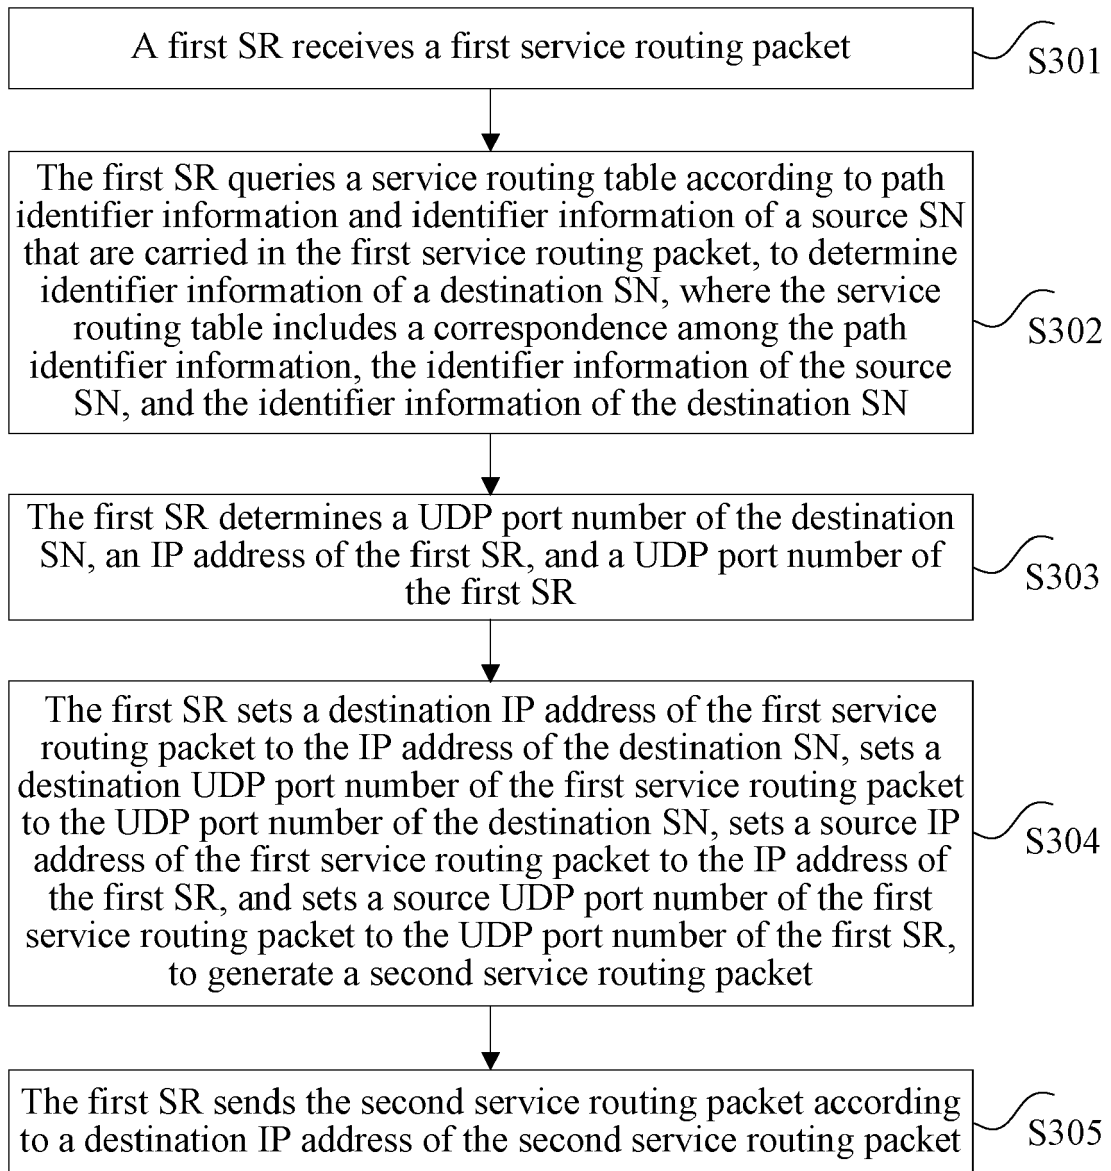 A first SR receives a first service routing packet
S301
The first SR queries a service routing table according to path
identifier information and identifier information of a source SN
that are carried in the first service routing packet, to determine
identifier information of a destination SN, where the service
routing table includes a correspondence among the path
identifier information, the identifier information of the source
SN, and the identifier information of the destination SN
S302
The first SR determines a UDP port number of the destination
SN, an IP address of the first SR, and a UDP port number of
the first SR
S303
The first SR sets a destination IP address of the first service
routing packet to the IP address of the destination SN, sets a
destination UDP port number of the first service routing packet
to the UDP port number of the destination SN, sets a source IP
address of the first service routing packet to the IP address of
the first SR, and sets a source UDP port number of the first
service routing packet to the UDP port number of the first SR,
to generate a second service routing packet
S304
The first SR sends the second service routing packet according
to a destination IP address of the second service routing packet
S305